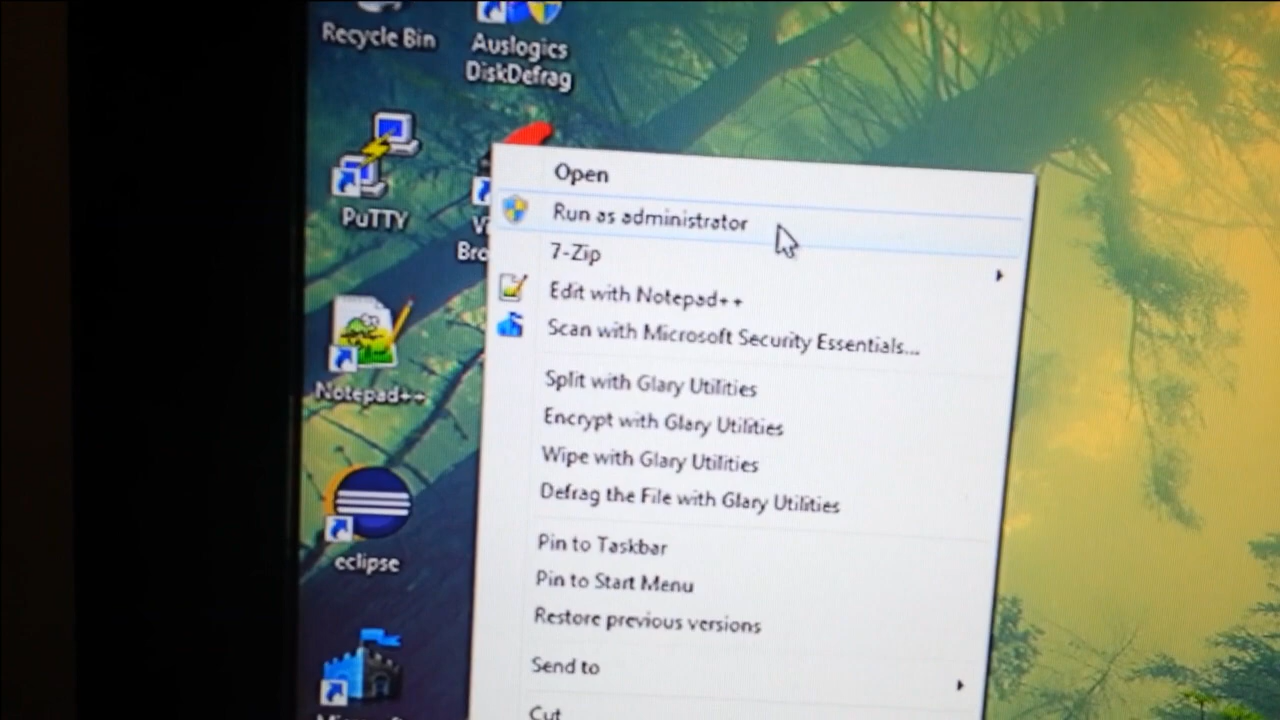 Recycle Bin
Auslogics
DiskDefrag
PuTTY
Notepad++
eclipse
Open
Run as administrator
7-Zip
Edit with Notepad++
Scan with Microsoft Security Essentials...
Split with Glary Utilities
Encrypt with Glary Utilities
Wipe with Glary Utilities
Defrag the File with Glary Utilities
Pin to Taskbar
Pin to Start Menu
Restore previous versions
Send to
Cut